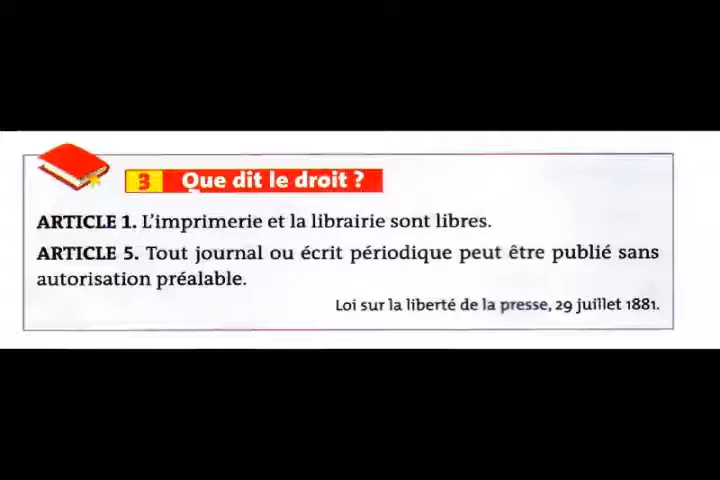 3 Que dit le droit ?
ARTICLE 1. L'imprimerie et la librairie sont libres.
ARTICLE 5. Tout journal ou écrit périodique peut être publié sans
autorisation préalable.
Loi sur la liberté de la presse, 29 juillet 1881.